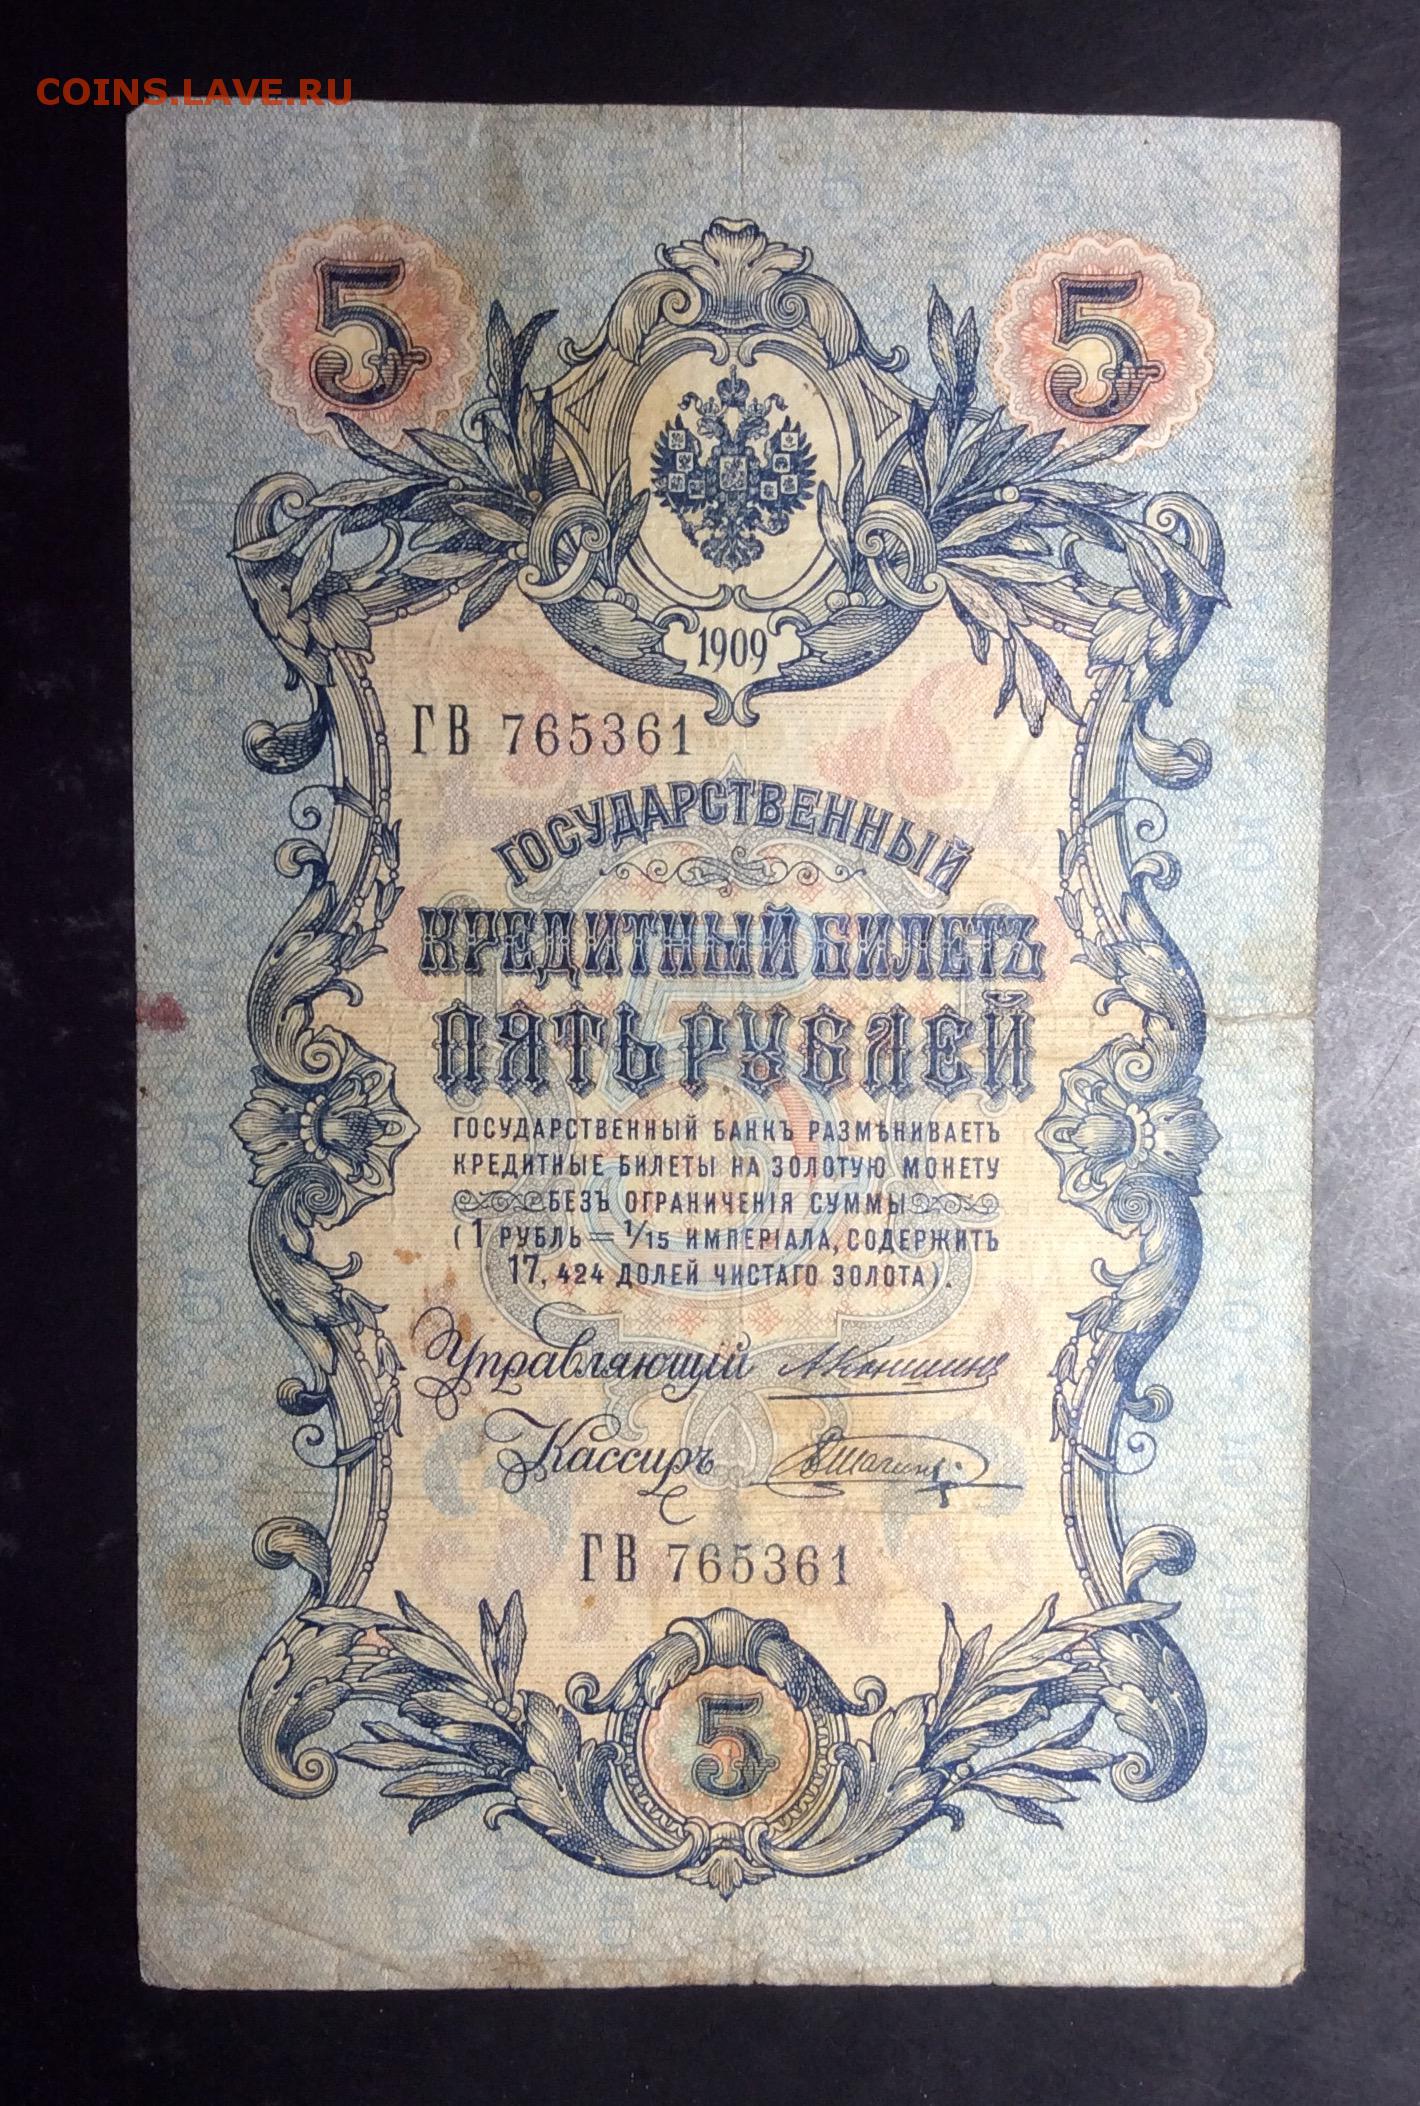 COINS.LAVE.RU
5 5
1909
ГВ 765361
ГОСУДАРСТВЕННЫЙ
КРЕДИТНЫЙ БИЛЕТЪ
ПЯТЬ РУБЛЕЙ
ГОСУДАРСТВЕННЫЙ БАНКЪ РАЗМѢНИВАЕТЪ
КРЕДИТНЫЕ БИЛЕТЫ НА ЗОЛОТУЮ МОНЕТУ
БЕЗЪ ОГРАНИЧЕНІЯ СУММЫ
(1 РУБЛЬ = 1/15 ИМПЕРІАЛА, СОДЕРЖИТЪ
17,424 ДОЛЕЙ ЧИСТАГО ЗОЛОТА).
Управляющій АКоншинъ
Кассиръ
ГВ 765361
5